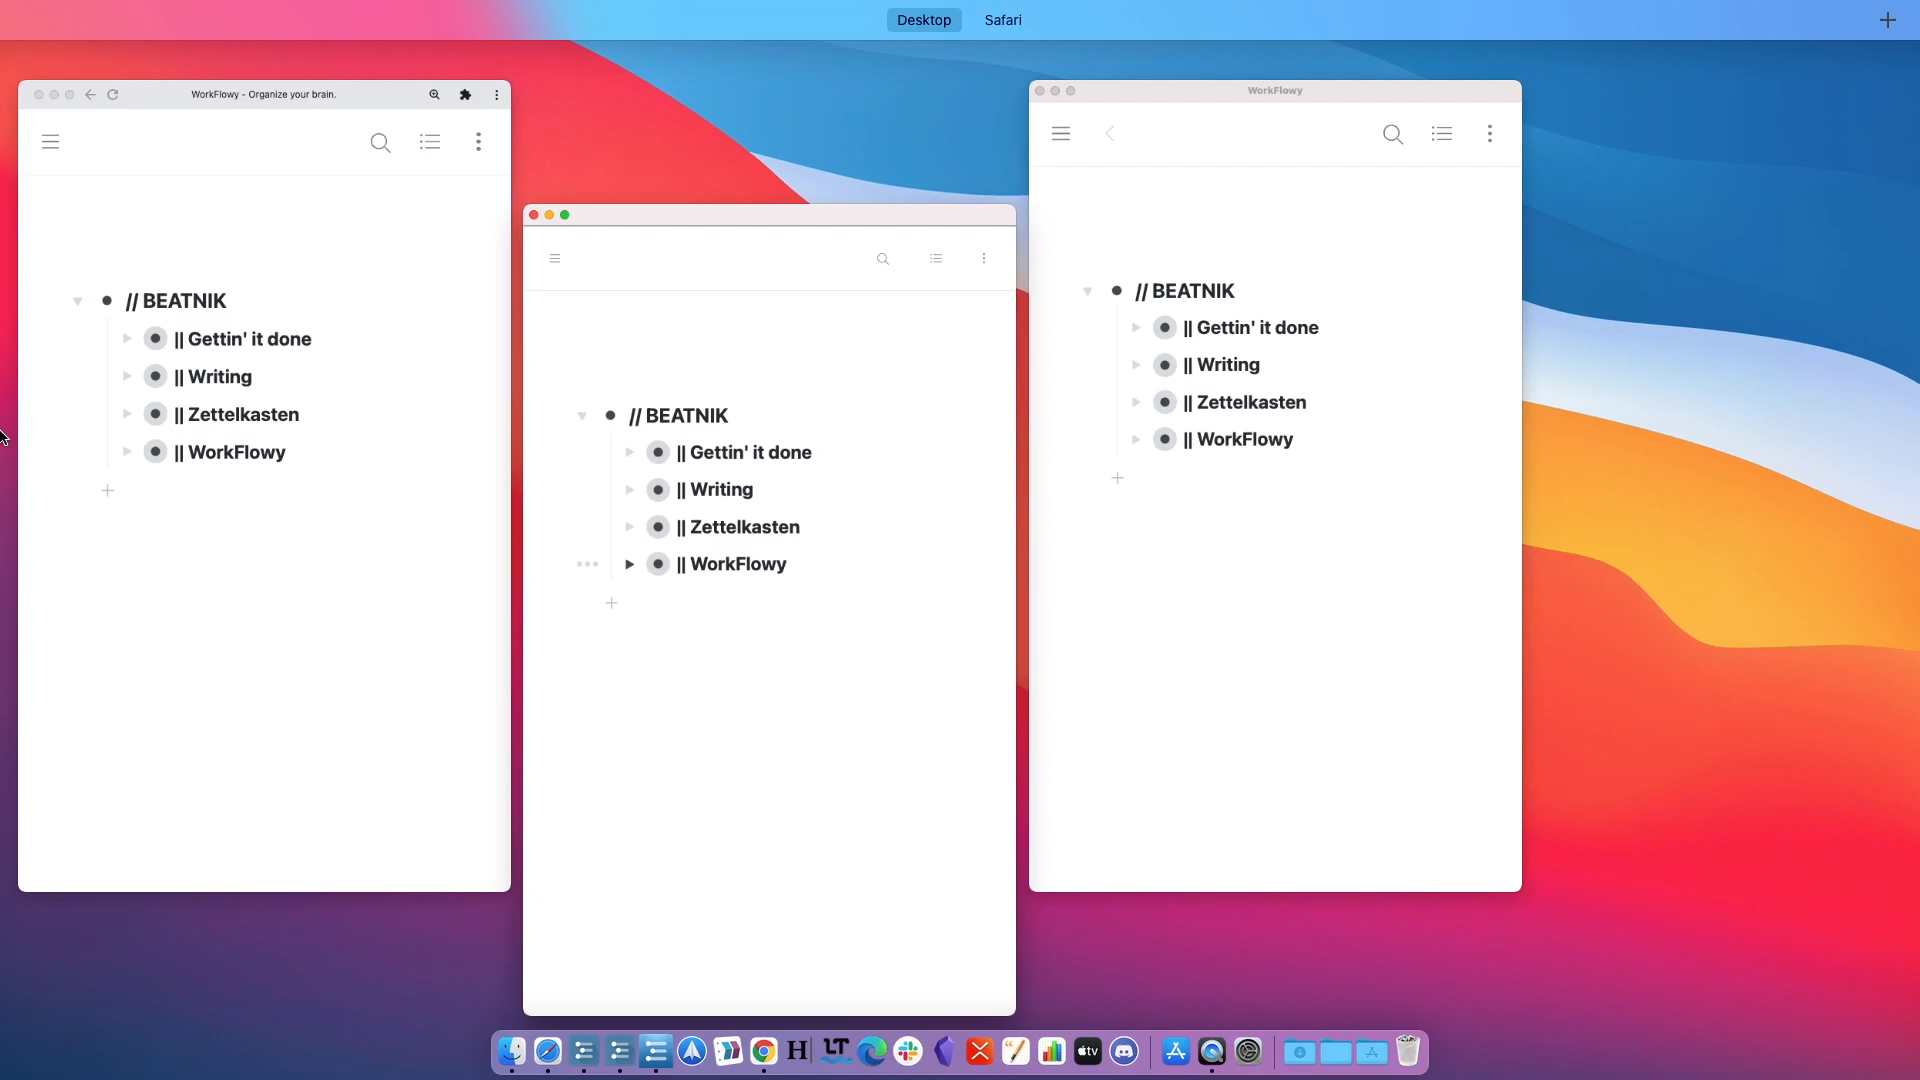 Desktop Safari
WorkFlowy - Organize your brain.
// BEATNIK
|| Gettin' it done
|| Writing
|| Zettelkasten
|| WorkFlowy
// BEATNIK
|| Gettin' it done
|| Writing
|| Zettelkasten
|| WorkFlowy
WorkFlowy
// BEATNIK
|| Gettin' it done
|| Writing
|| Zettelkasten
|| WorkFlowy
H LT tv